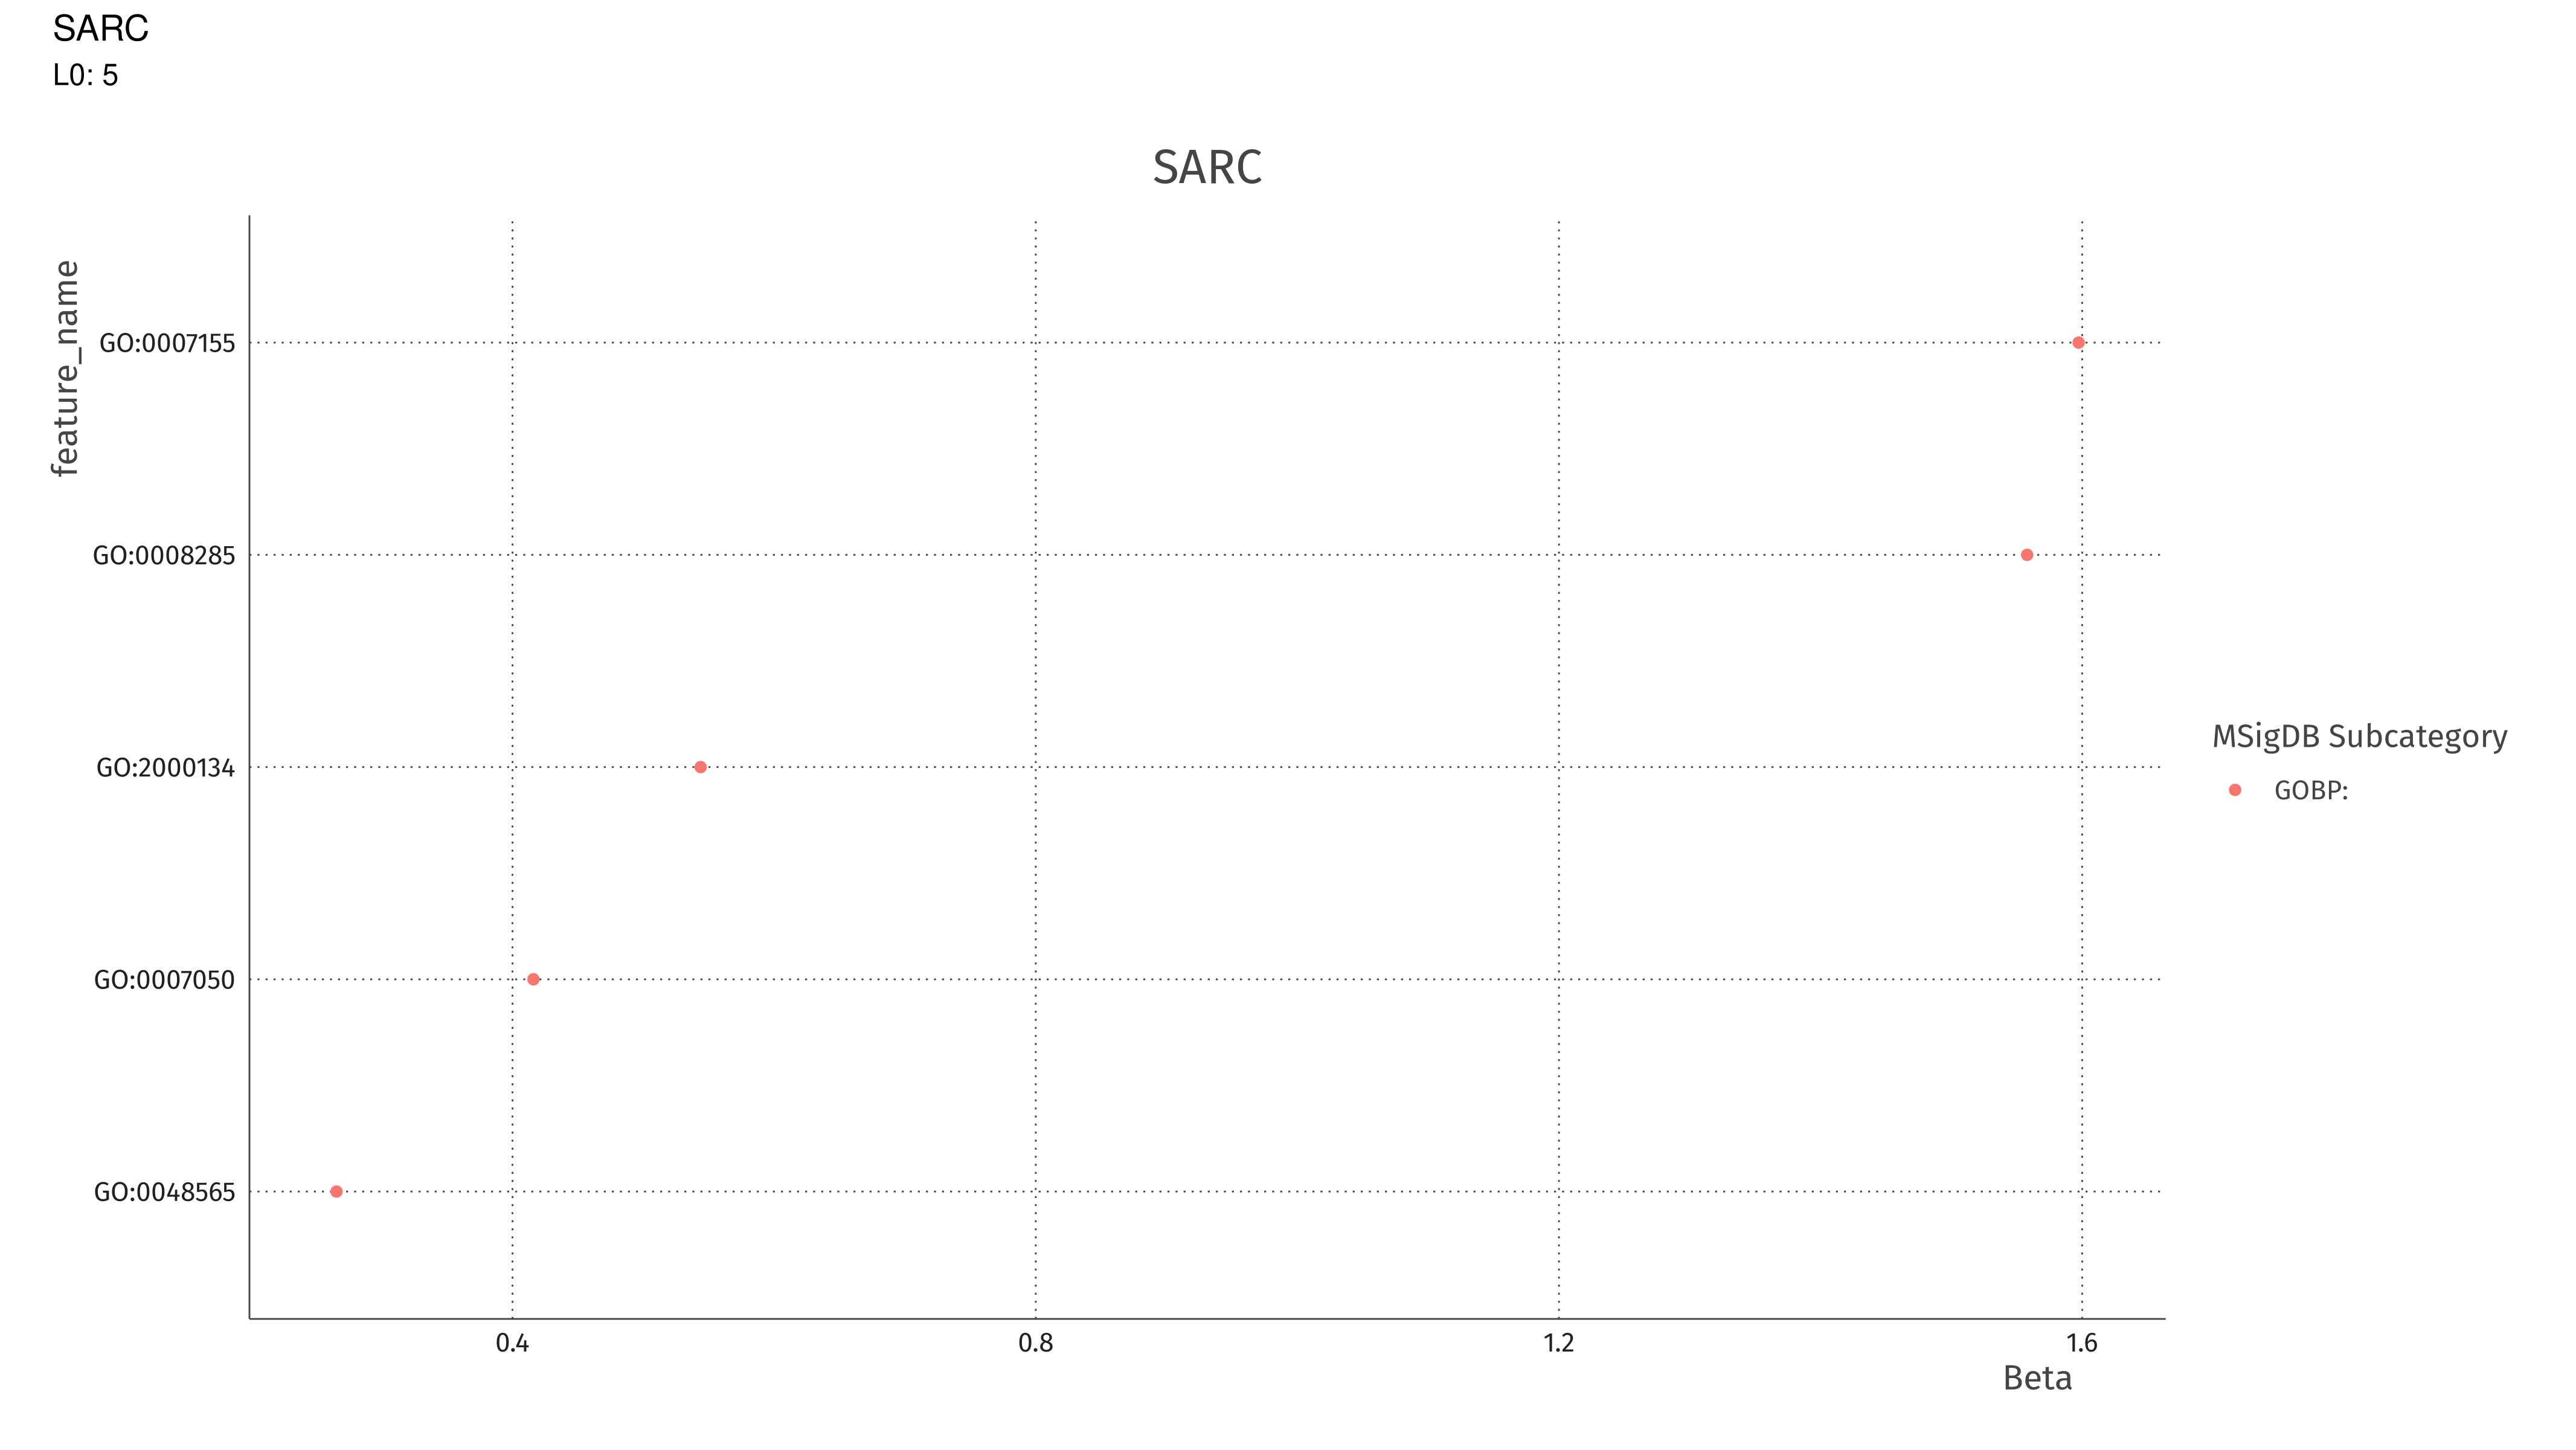 SARC
L0: 5
SARC
feature_name
GO:0007155
GO:0008285
GO:2000134
GO:0007050
GO:0048565
0.4
0.8
1.2
1.6
Beta
MSigDB Subcategory
GOBP: